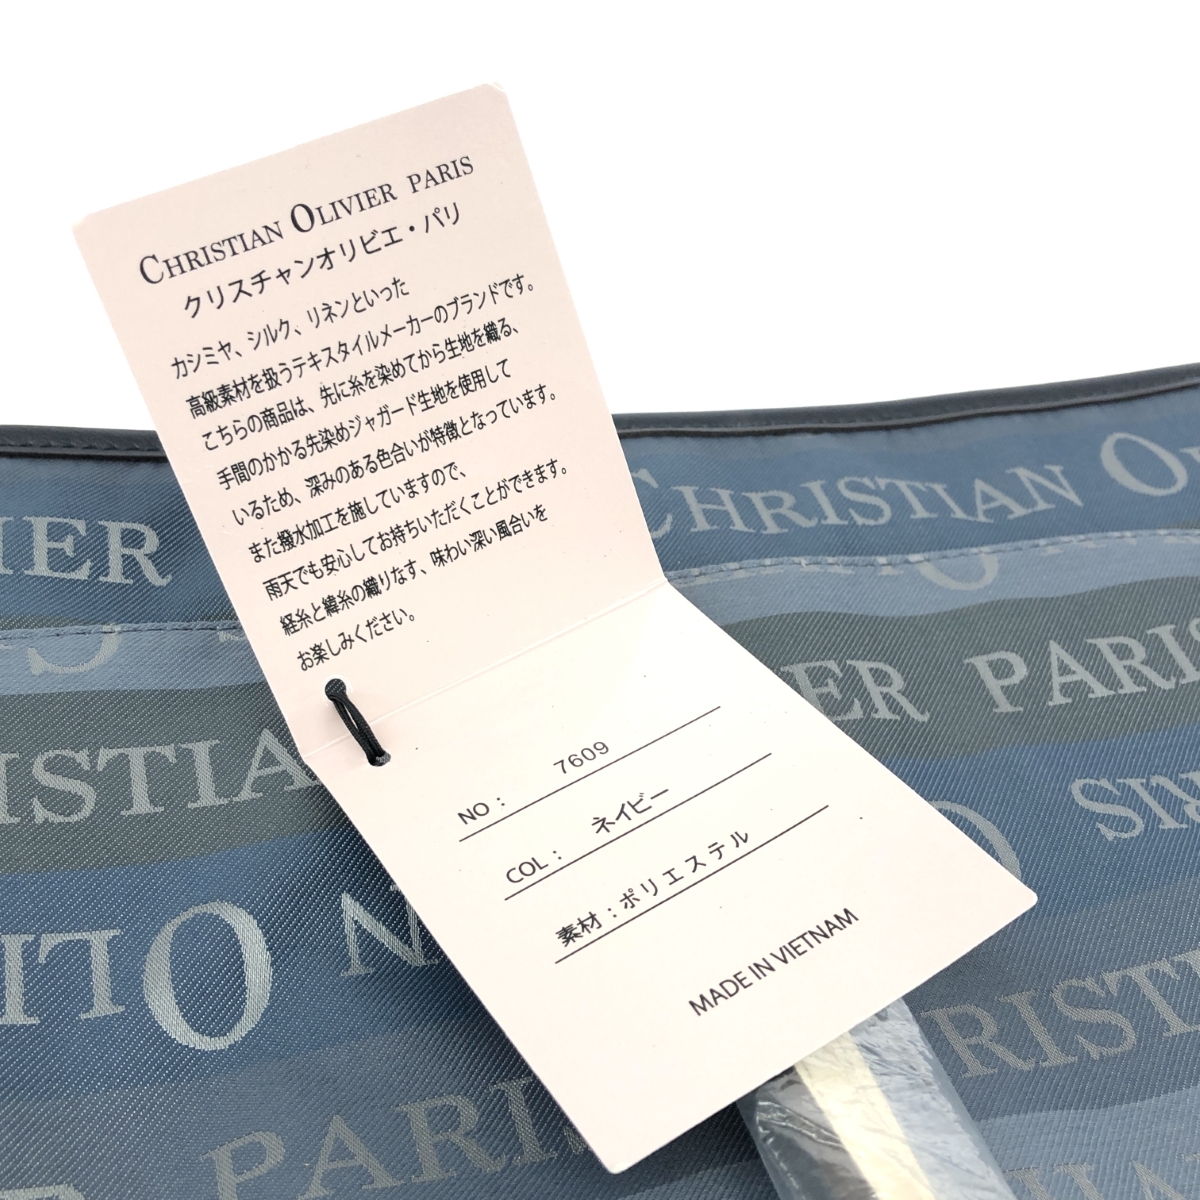 CHRISTIAN OLIVIER PARIS
クリスチャンオリビエ・パリ
カシミヤ、シルク、リネンといった
高級素材を扱うテキスタイルメーカーのブランドです。
こちらの商品は、先に糸を染めてから生地を織る、
手間のかかる先染めジャガード生地を使用して
いるため、深みのある色合いが特徴となっています。
また撥水加工を施していますので、
雨天でも安心してお持ちいただくことができます。
経糸と緯糸の織りなす、味わい深い風合いを
お楽しみください。
NO : 7609
COL : ネイビー
素材 : ポリエステル
MADE IN VIETNAM
CHRISTIAN
IER
ER PARIS
ISTIA
PARIS
RIST